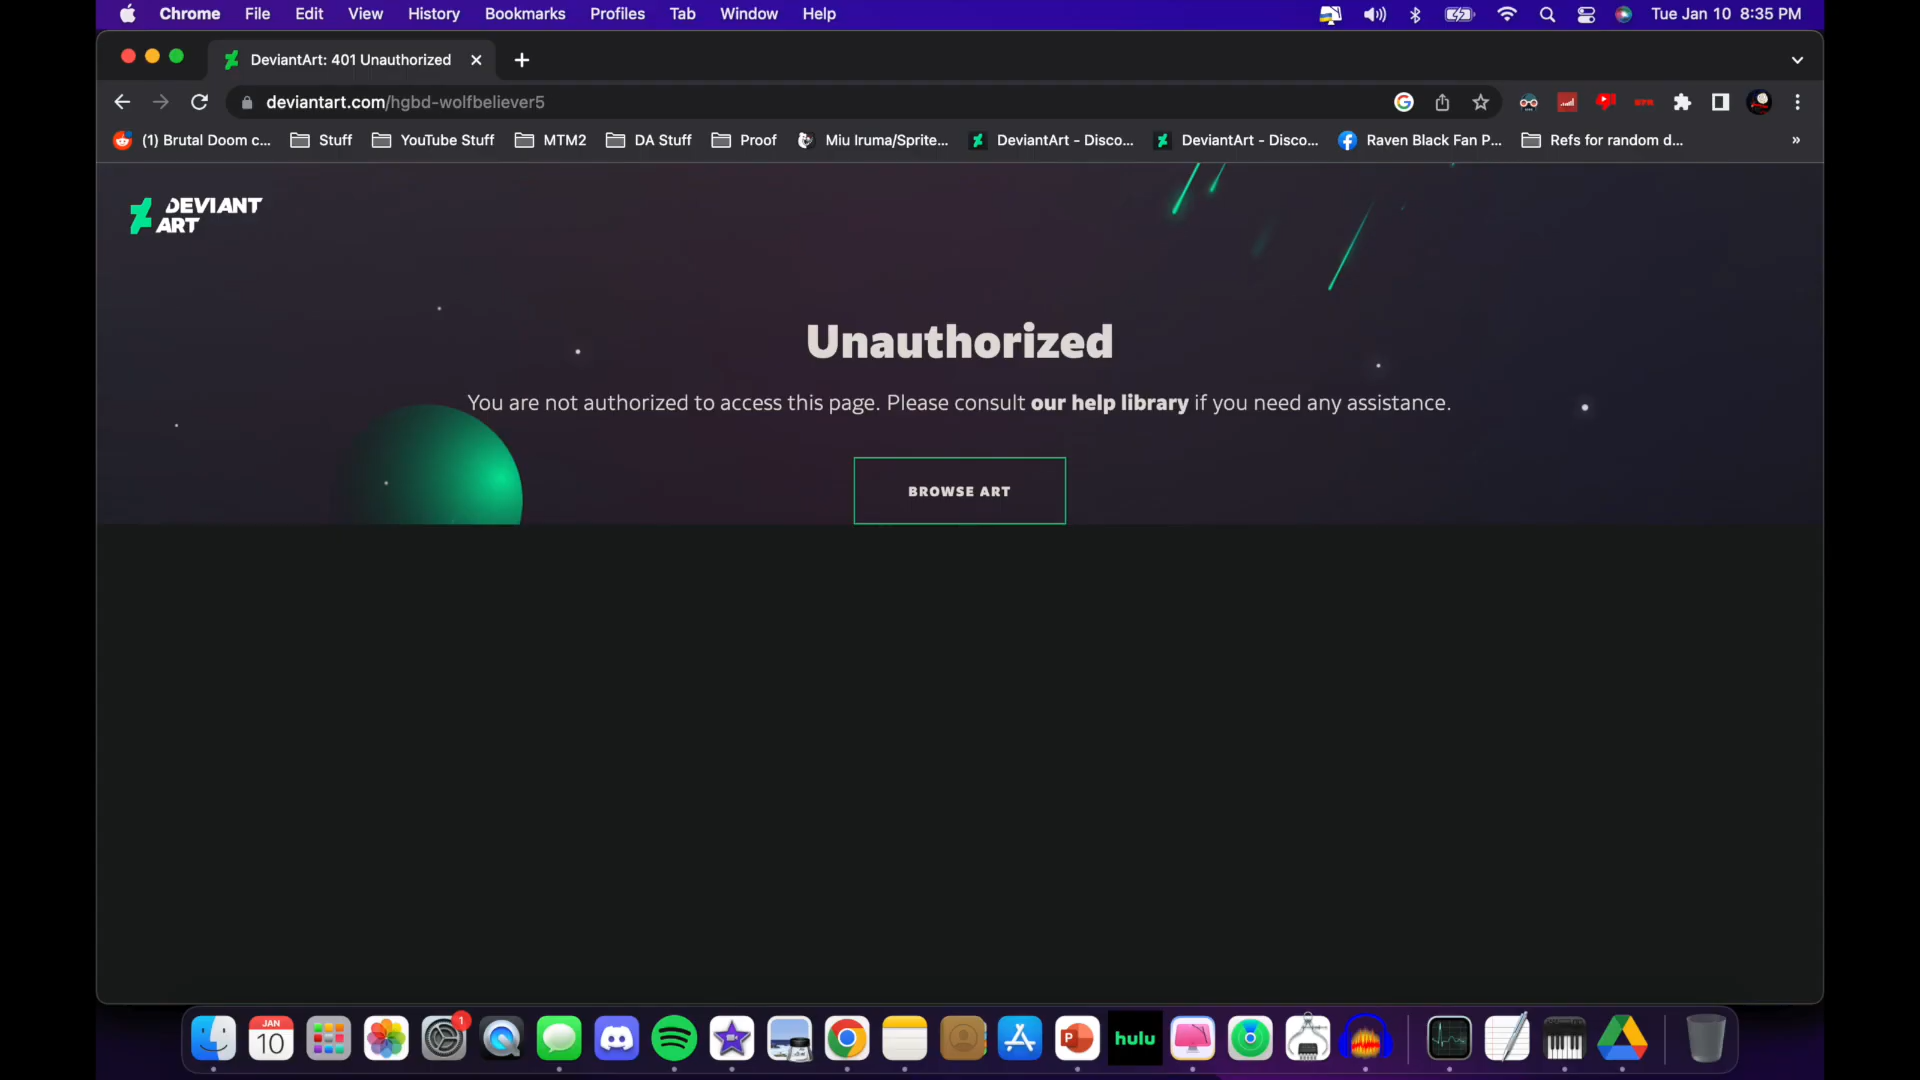 Chrome File Edit View History Bookmarks Profiles Tab Window Help Tue Jan 10 8:35 PM
DeviantArt: 401 Unauthorized
deviantart.com/hgbd-wolfbeliever5
(1) Brutal Doom c... Stuff YouTube Stuff MTM2 DA Stuff Proof Miu Iruma/Sprite... DeviantArt - Disco... DeviantArt - Disco... Raven Black Fan P... Refs for random d... »
DEVIANT
ART
Unauthorized
You are not authorized to access this page. Please consult our help library if you need any assistance.
BROWSE ART
JAN
10
1
P
hulu